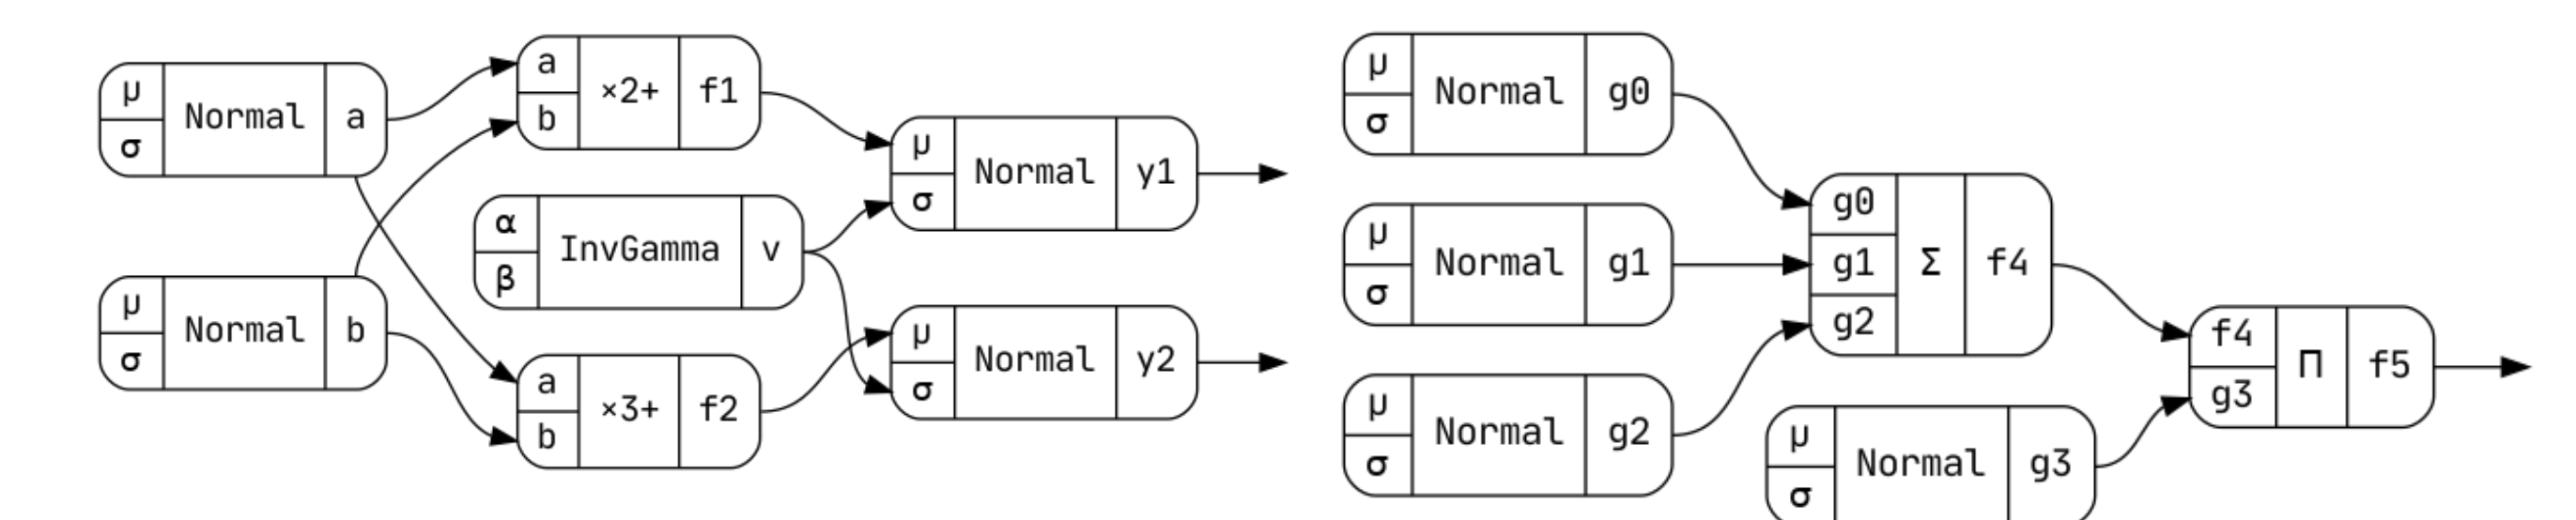 μ
σ
Normal
a
μ
σ
Normal
b
a
b
×2+
f1
α
β
InvGamma
v
a
b
×3+
f2
μ
σ
Normal
y1
μ
σ
Normal
y2
μ
σ
Normal
g0
μ
σ
Normal
g1
μ
σ
Normal
g2
g0
g1
g2
Σ
f4
μ
σ
Normal
g3
f4
g3
Π
f5